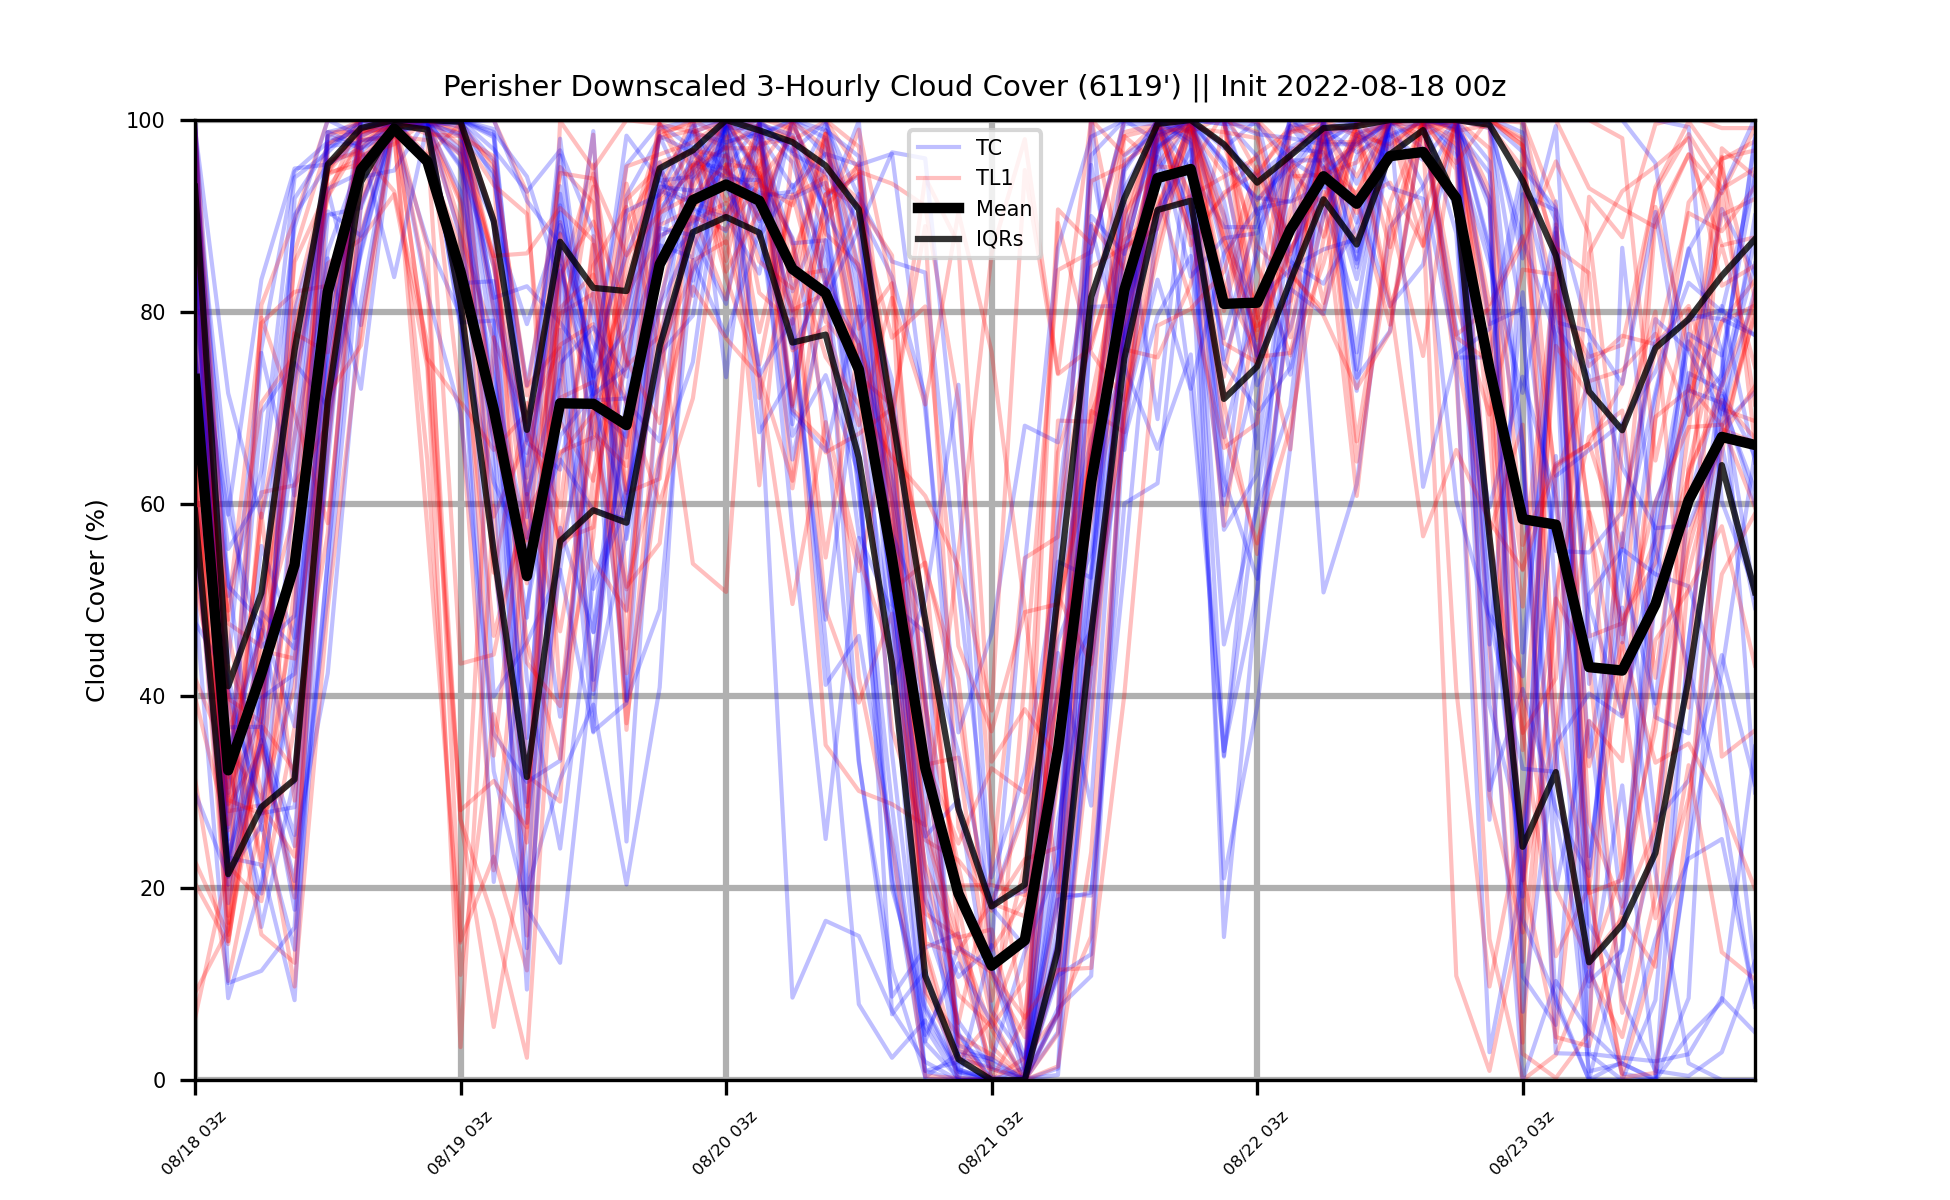 Perisher Downscaled 3-Hourly Cloud Cover (6119') || Init 2022-08-18 00z
Cloud Cover (%)
100
80
60
40
20
0
TC
TL1
Mean
IQRs
08/18 03z
08/19 03z
08/20 03z
08/21 03z
08/22 03z
08/23 03z